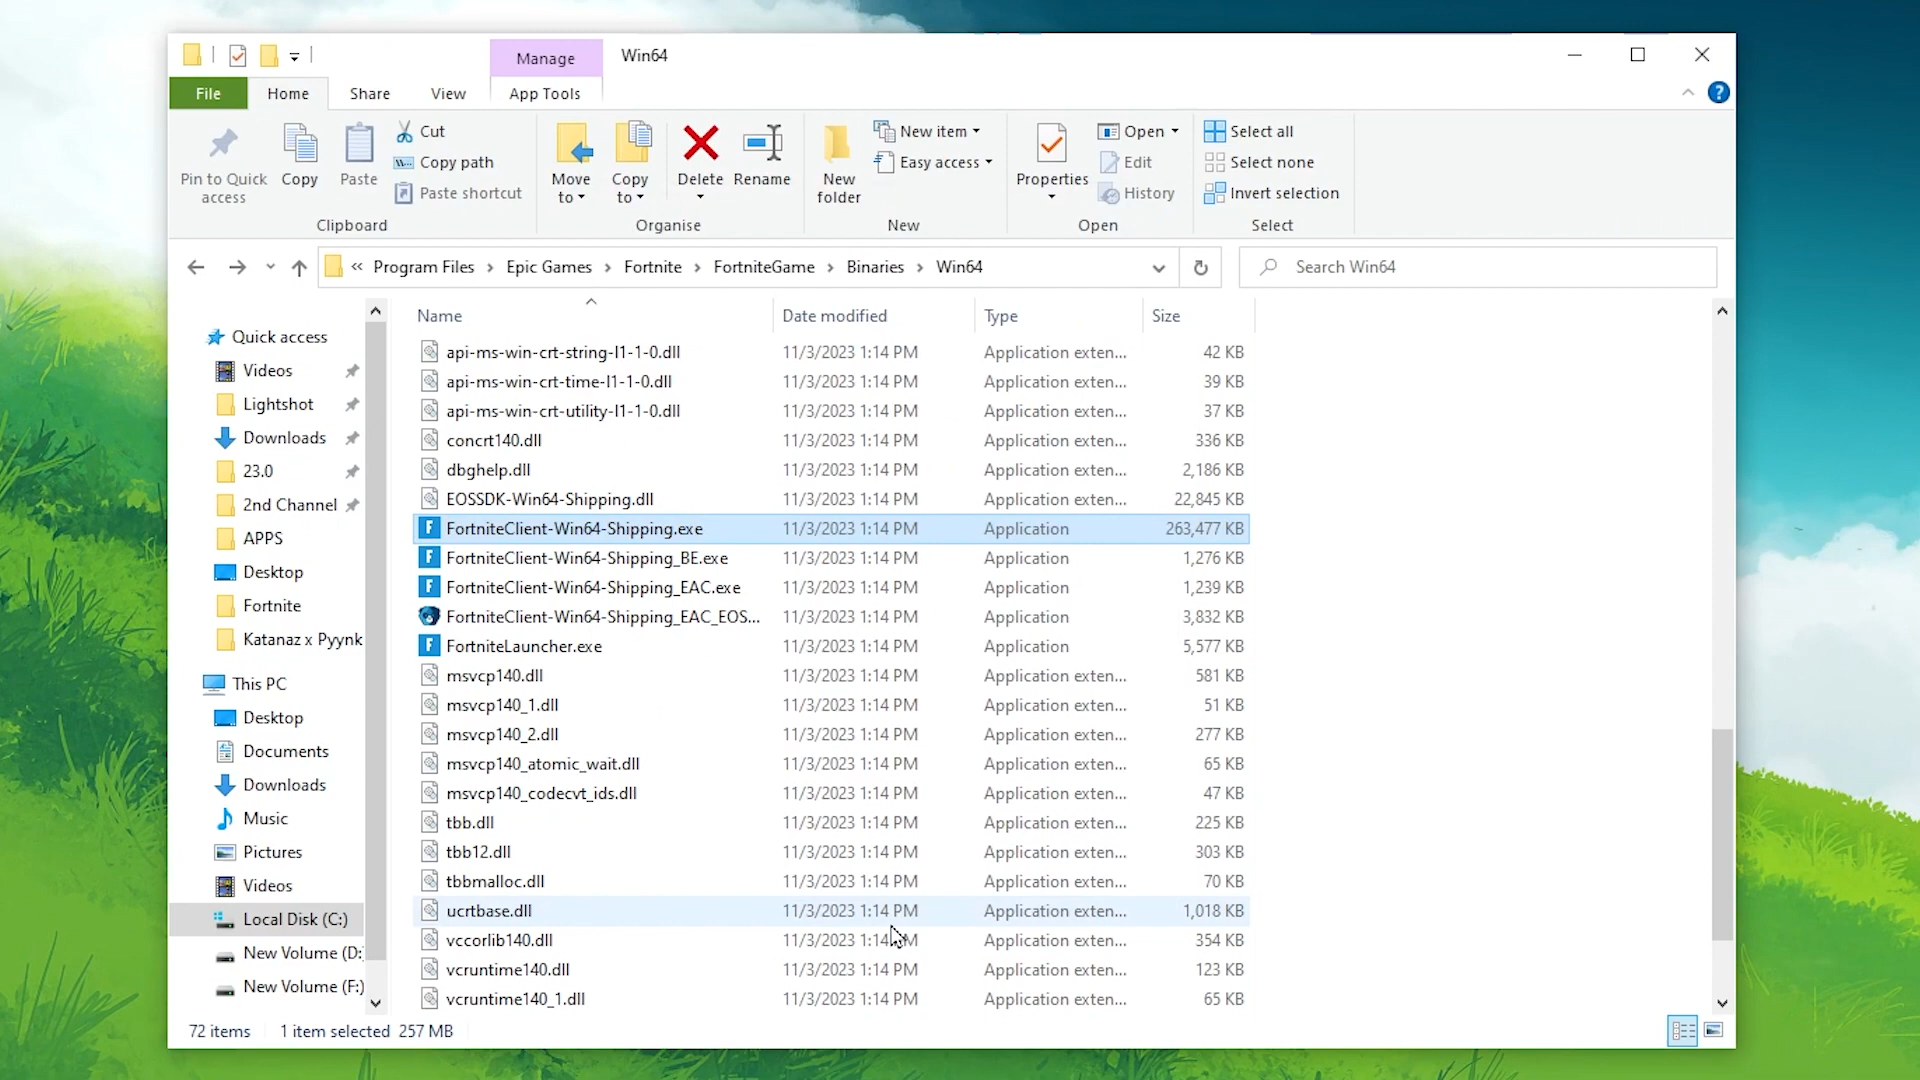 Manage
Win64
File
Home
Share
View
App Tools
Pin to Quick access
Copy
Paste
Cut
Copy path
Paste shortcut
Clipboard
Move to
Copy to
Delete
Rename
Organise
New folder
New item
Easy access
New
Properties
Open
Edit
History
Open
Select all
Select none
Invert selection
Select
« Program Files › Epic Games › Fortnite › FortniteGame › Binaries › Win64
Search Win64
Quick access
Videos
Lightshot
Downloads
23.0
2nd Channel
APPS
Desktop
Fortnite
Katanaz x Pyynk
This PC
Desktop
Documents
Downloads
Music
Pictures
Videos
Local Disk (C:)
New Volume (D:
New Volume (F:)
Name Date modified Type Size
api-ms-win-crt-string-l1-1-0.dll 11/3/2023 1:14 PM Application exten... 42 KB
api-ms-win-crt-time-l1-1-0.dll 11/3/2023 1:14 PM Application exten... 39 KB
api-ms-win-crt-utility-l1-1-0.dll 11/3/2023 1:14 PM Application exten... 37 KB
concrt140.dll 11/3/2023 1:14 PM Application exten... 336 KB
dbghelp.dll 11/3/2023 1:14 PM Application exten... 2,186 KB
EOSSDK-Win64-Shipping.dll 11/3/2023 1:14 PM Application exten... 22,845 KB
FortniteClient-Win64-Shipping.exe 11/3/2023 1:14 PM Application 263,477 KB
FortniteClient-Win64-Shipping_BE.exe 11/3/2023 1:14 PM Application 1,276 KB
FortniteClient-Win64-Shipping_EAC.exe 11/3/2023 1:14 PM Application 1,239 KB
FortniteClient-Win64-Shipping_EAC_EOS... 11/3/2023 1:14 PM Application 3,832 KB
FortniteLauncher.exe 11/3/2023 1:14 PM Application 5,577 KB
msvcp140.dll 11/3/2023 1:14 PM Application exten... 581 KB
msvcp140_1.dll 11/3/2023 1:14 PM Application exten... 51 KB
msvcp140_2.dll 11/3/2023 1:14 PM Application exten... 277 KB
msvcp140_atomic_wait.dll 11/3/2023 1:14 PM Application exten... 65 KB
msvcp140_codecvt_ids.dll 11/3/2023 1:14 PM Application exten... 47 KB
tbb.dll 11/3/2023 1:14 PM Application exten... 225 KB
tbb12.dll 11/3/2023 1:14 PM Application exten... 303 KB
tbbmalloc.dll 11/3/2023 1:14 PM Application exten... 70 KB
ucrtbase.dll 11/3/2023 1:14 PM Application exten... 1,018 KB
vccorlib140.dll 11/3/2023 1:14 PM Application exten... 354 KB
vcruntime140.dll 11/3/2023 1:14 PM Application exten... 123 KB
vcruntime140_1.dll 11/3/2023 1:14 PM Application exten... 65 KB
72 items 1 item selected 257 MB